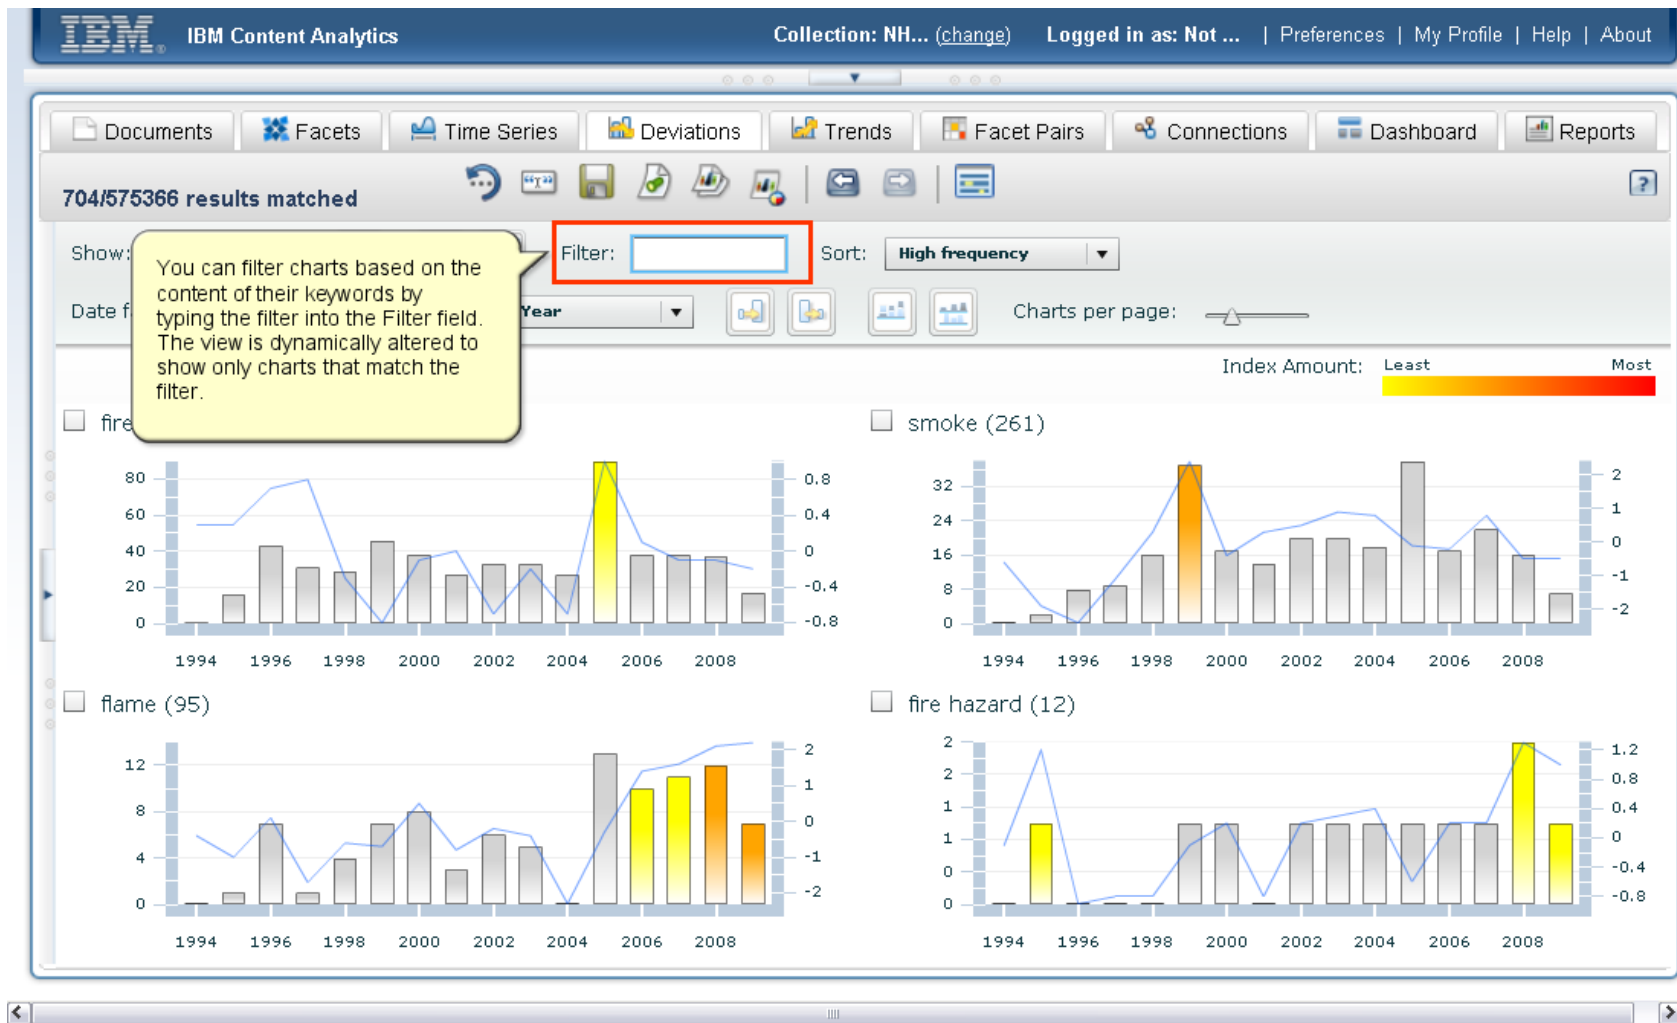 IBM® IBM Content Analytics Collection: NH... (change) Logged in as: Not ... | Preferences | My Profile | Help | About
Documents Facets Time Series Deviations Trends Facet Pairs Connections Dashboard Reports
704/575366 results matched
Show: Filter: Sort: High frequency
You can filter charts based on the
content of their keywords by
typing the filter into the Filter field.
The view is dynamically altered to
show only charts that match the
filter.
Date f Year Charts per page:
Index Amount: Least Most
fire
80
60
40
20
0
0.8
0.4
0
-0.4
-0.8
1994 1996 1998 2000 2002 2004 2006 2008
smoke (261)
32
24
16
8
0
2
1
0
-1
-2
1994 1996 1998 2000 2002 2004 2006 2008
flame (95)
12
8
4
0
2
1
0
-1
-2
1994 1996 1998 2000 2002 2004 2006 2008
fire hazard (12)
2
2
1
1
0
0
1.2
0.8
0.4
0
-0.4
-0.8
1994 1996 1998 2000 2002 2004 2006 2008